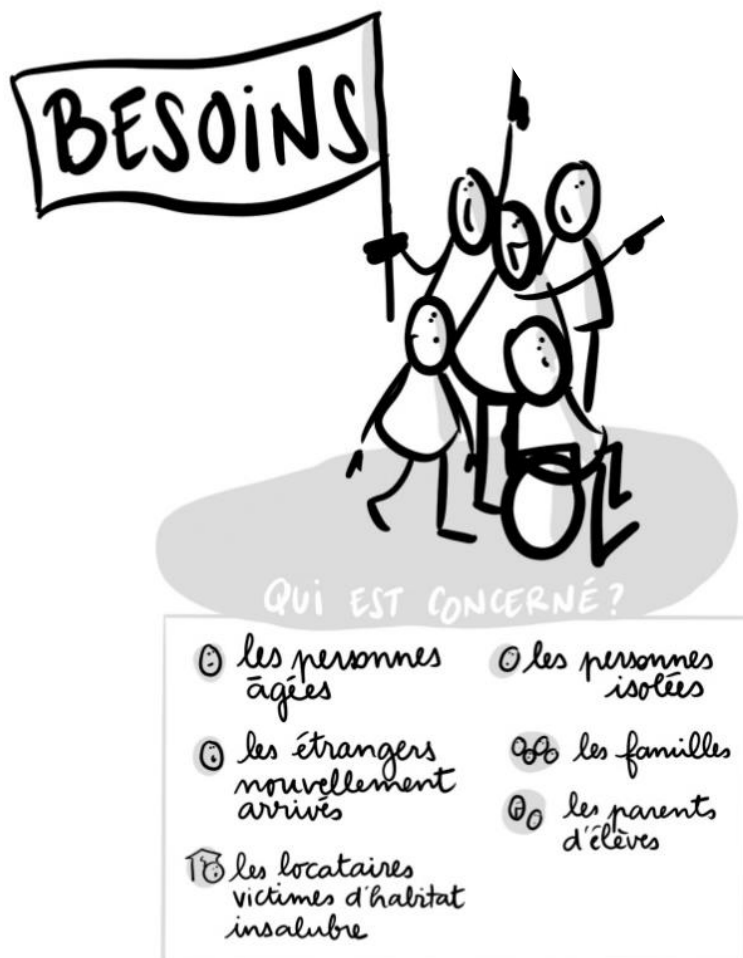 BESOiNS
QUi EST CONCERNÉ?
les personnes
âgées
les étrangers
nouvellement
arrivés
les locataires
victimes d'habitat
insalubre
les personnes
isolées
les familles
les parents
d'élèves